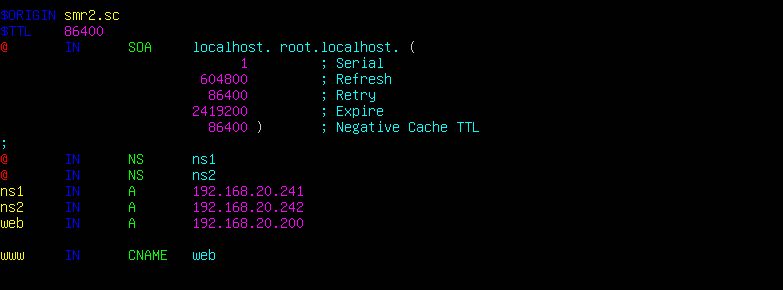 $ORIGIN smr2.sc
$TTL    86400
@       IN      SOA     localhost. root.localhost. (
                              1         ; Serial
                         604800         ; Refresh
                          86400         ; Retry
                        2419200         ; Expire
                          86400 )       ; Negative Cache TTL
;
@       IN      NS      ns1
@       IN      NS      ns2
ns1     IN      A       192.168.20.241
ns2     IN      A       192.168.20.242
web     IN      A       192.168.20.200
www     IN      CNAME   web